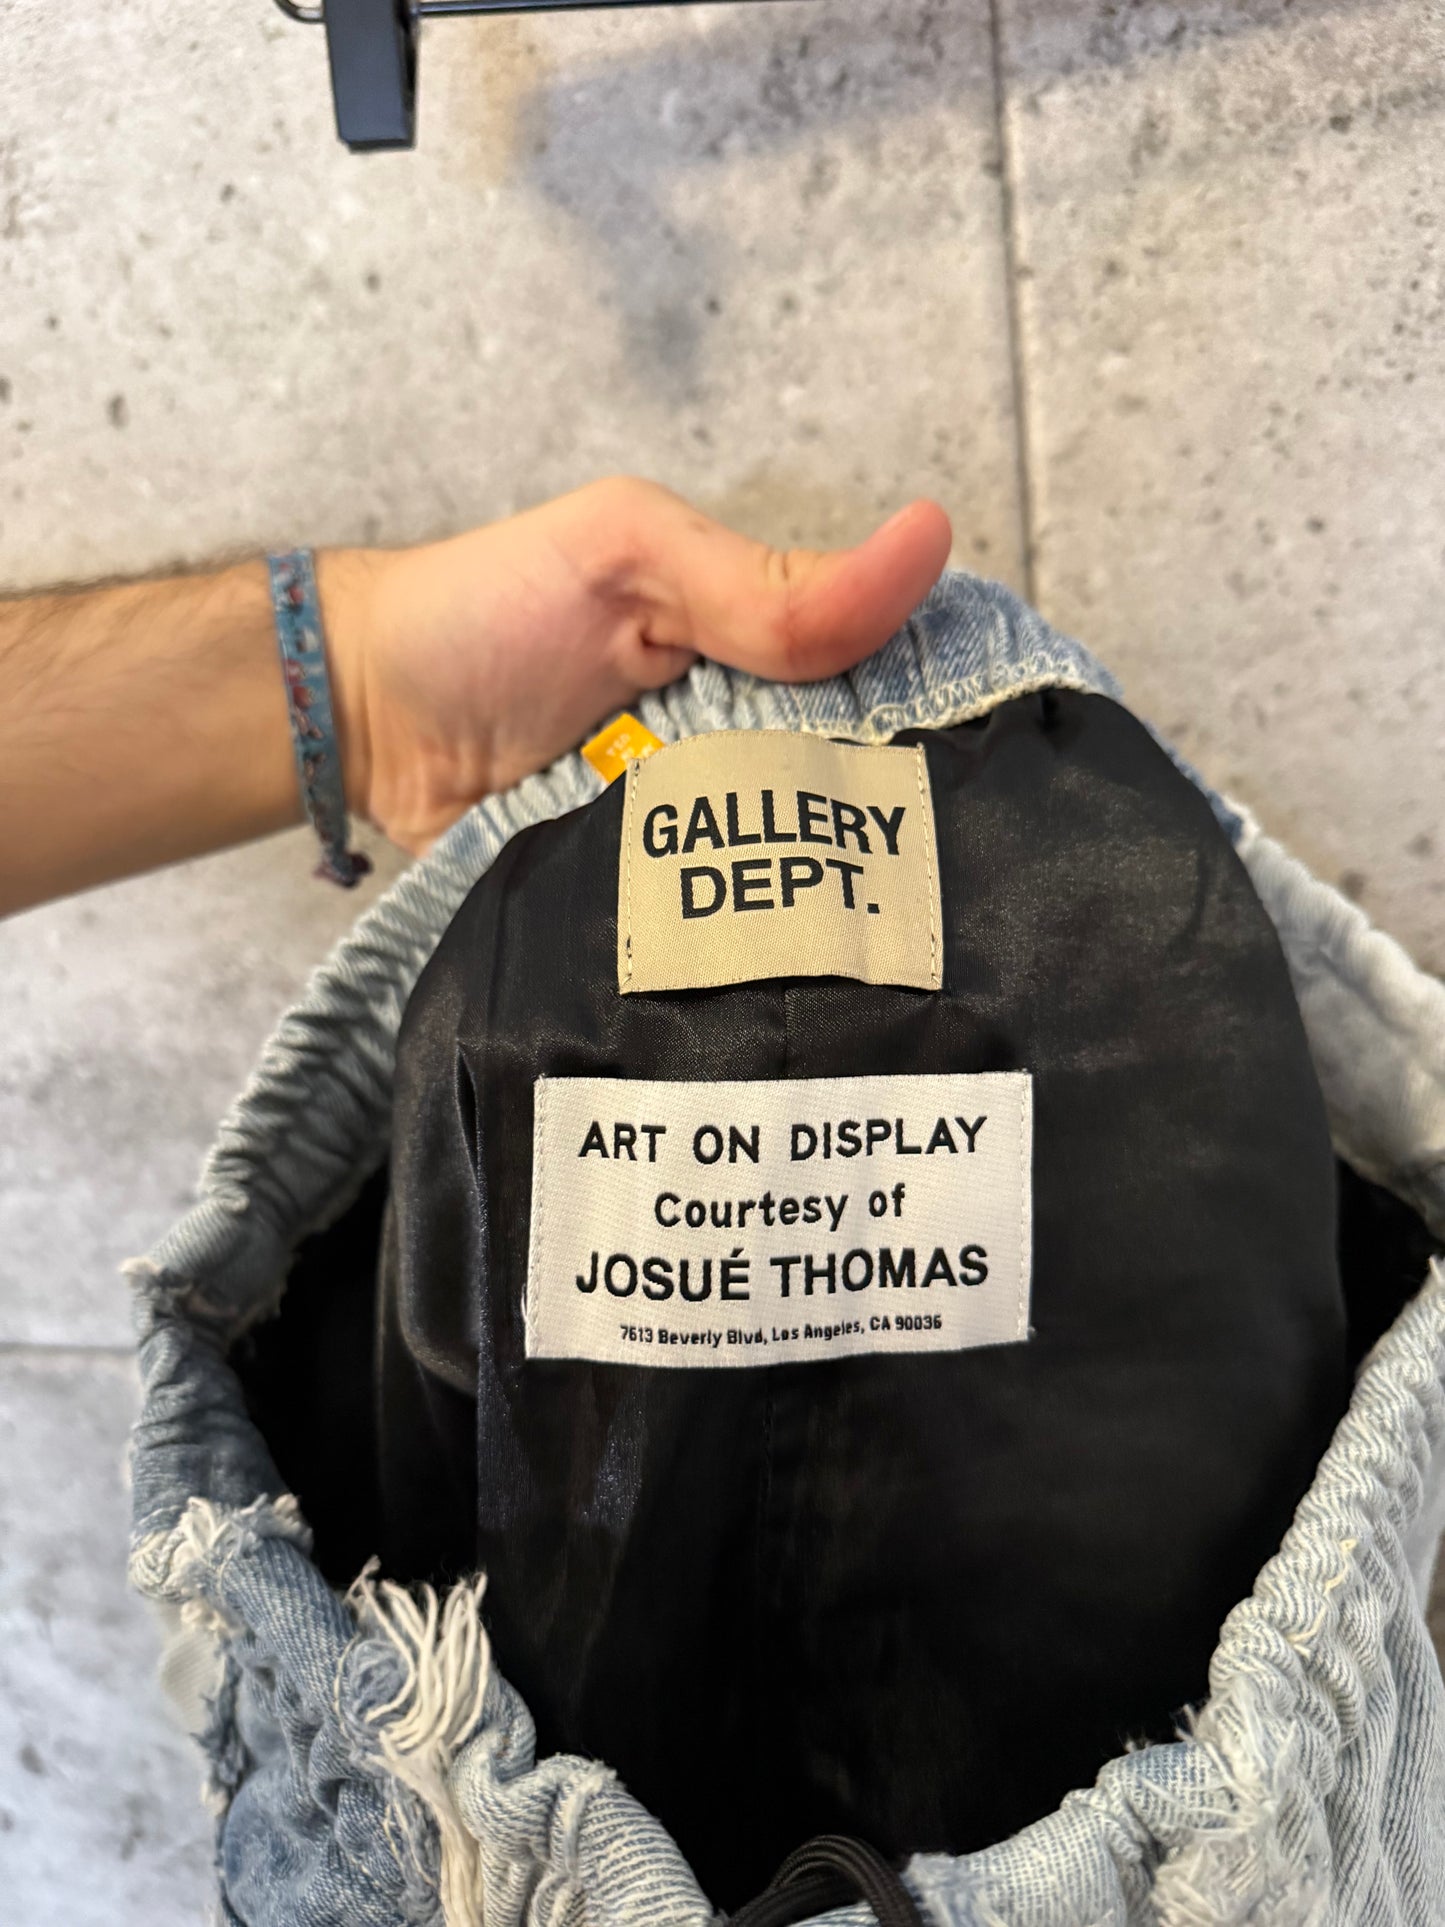 GALLERY
DEPT.
ART ON DISPLAY
Courtesy of
JOSUÉ THOMAS
7613 Beverly Blvd, Los Angeles, CA 90036